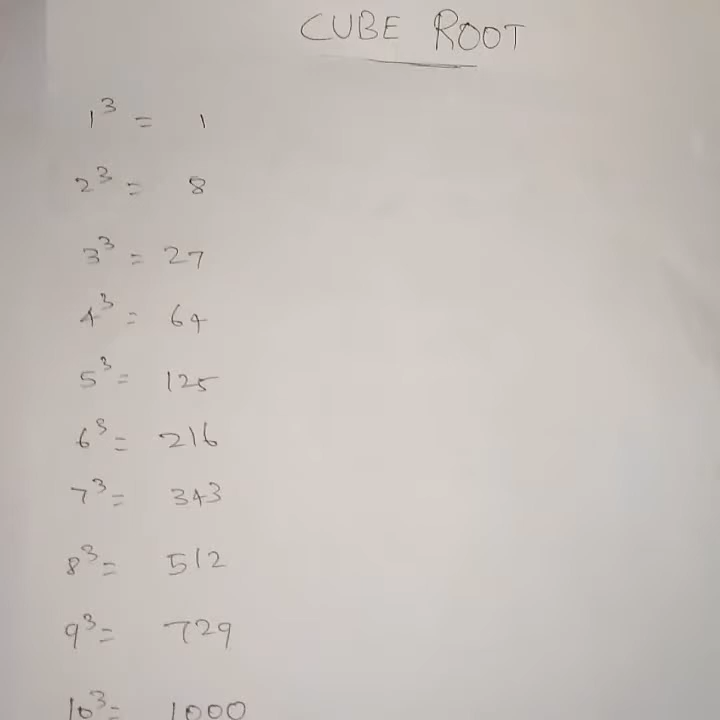 CUBE ROOT
1³ = 1
2³ = 8
3³ = 27
4³ = 64
5³ = 125
6³ = 216
7³ = 343
8³ = 512
9³ = 729
10³ = 1000